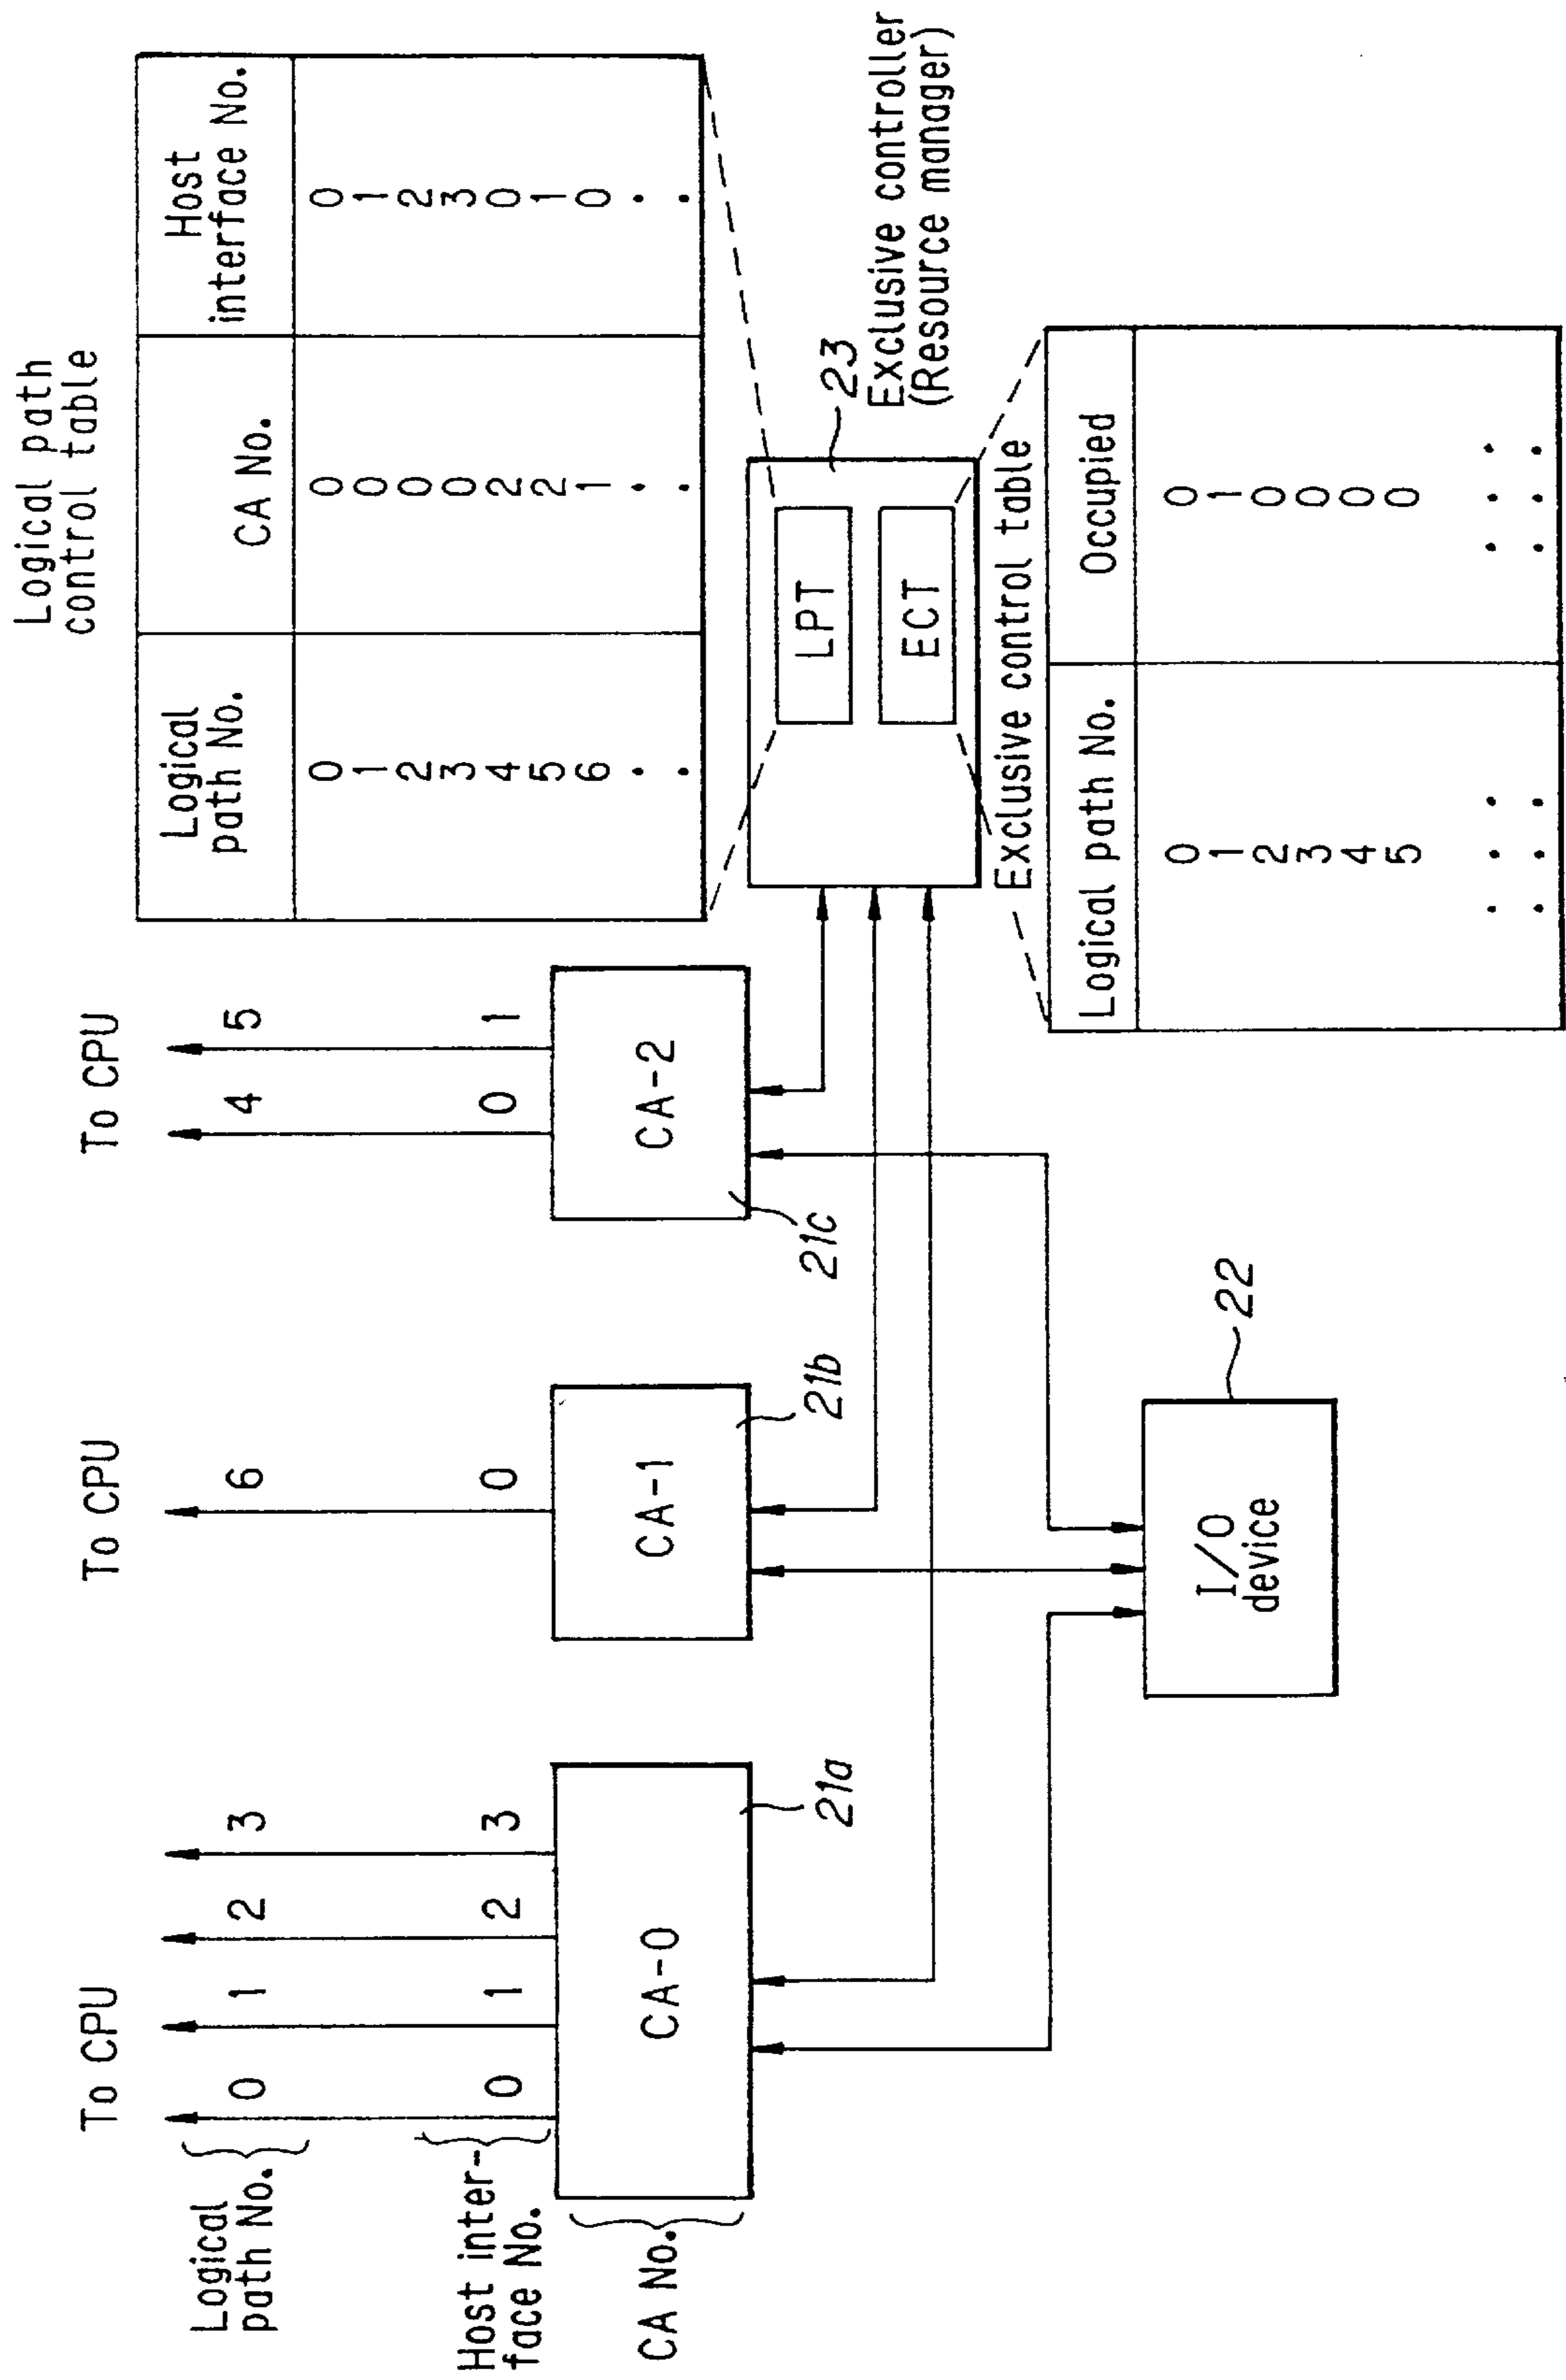 Logical path
control table
Logical
path No.
CA No.
Host
interface No.
0 0 0
1 0 1
2 0 2
3 0 3
4 2 0
5 2 1
6 1 0
. . .
. . .
To CPU
To CPU
To CPU
Logical
path No.
0 1 2 3
6
4 5
Host inter-
face No.
0 1 2 3
0
0 1
CA No.
CA-0
CA-1
CA-2
21a
21b
21c
LPT
ECT
23
Exclusive controller
(Resource manager)
Exclusive control table
Logical path No.
Occupied
0 0
1 1
2 0
3 0
4 0
5 0
. . . . . .
. . . . . .
I/O
device
22